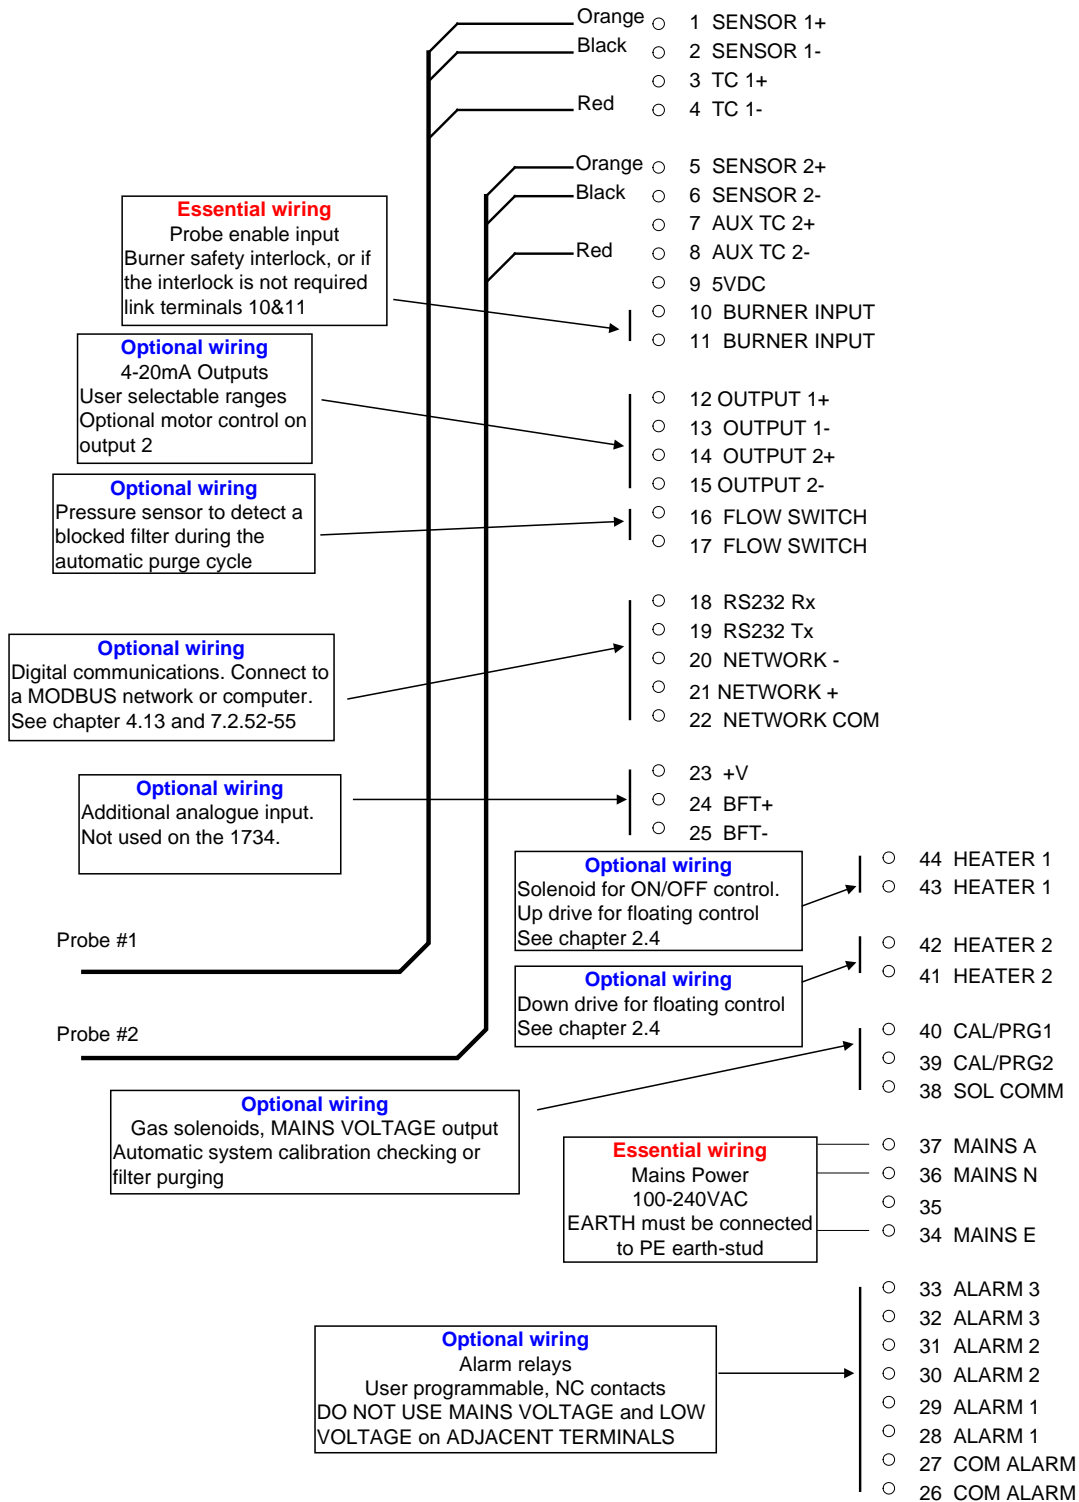 Orange 1 SENSOR 1+
Black 2 SENSOR 1-
3 TC 1+
Red 4 TC 1-
Orange 5 SENSOR 2+
Black 6 SENSOR 2-
7 AUX TC 2+
Red 8 AUX TC 2-
9 5VDC
10 BURNER INPUT
11 BURNER INPUT
Essential wiring
Probe enable input
Burner safety interlock, or if
the interlock is not required
link terminals 10&11
Optional wiring
4-20mA Outputs
User selectable ranges
Optional motor control on
output 2
12 OUTPUT 1+
13 OUTPUT 1-
14 OUTPUT 2+
15 OUTPUT 2-
Optional wiring
Pressure sensor to detect a
blocked filter during the
automatic purge cycle
16 FLOW SWITCH
17 FLOW SWITCH
18 RS232 Rx
19 RS232 Tx
20 NETWORK -
21 NETWORK +
22 NETWORK COM
Optional wiring
Digital communications. Connect to
a MODBUS network or computer.
See chapter 4.13 and 7.2.52-55
23 +V
24 BFT+
25 BFT-
Optional wiring
Additional analogue input.
Not used on the 1734.
Optional wiring
Solenoid for ON/OFF control.
Up drive for floating control
See chapter 2.4
44 HEATER 1
43 HEATER 1
Probe #1
42 HEATER 2
41 HEATER 2
Optional wiring
Down drive for floating control
See chapter 2.4
Probe #2
40 CAL/PRG1
39 CAL/PRG2
38 SOL COMM
Optional wiring
Gas solenoids, MAINS VOLTAGE output
Automatic system calibration checking or
filter purging
Essential wiring
Mains Power
100-240VAC
EARTH must be connected
to PE earth-stud
37 MAINS A
36 MAINS N
35
34 MAINS E
33 ALARM 3
32 ALARM 3
31 ALARM 2
30 ALARM 2
29 ALARM 1
28 ALARM 1
27 COM ALARM
26 COM ALARM
Optional wiring
Alarm relays
User programmable, NC contacts
DO NOT USE MAINS VOLTAGE and LOW
VOLTAGE on ADJACENT TERMINALS